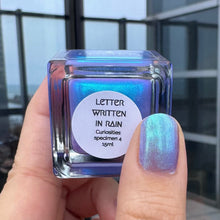 LETTER
WRITTEN
IN RAIN
Curiosities
specimen 4
15ml